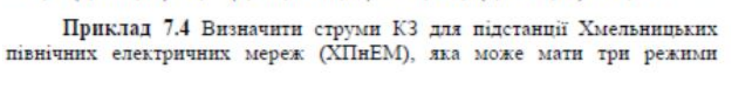 Приклад 7.4 Визначити струми КЗ для підстанції Хмельницьких
північних електричних мереж (ХПнЕМ), яка може мати три режими